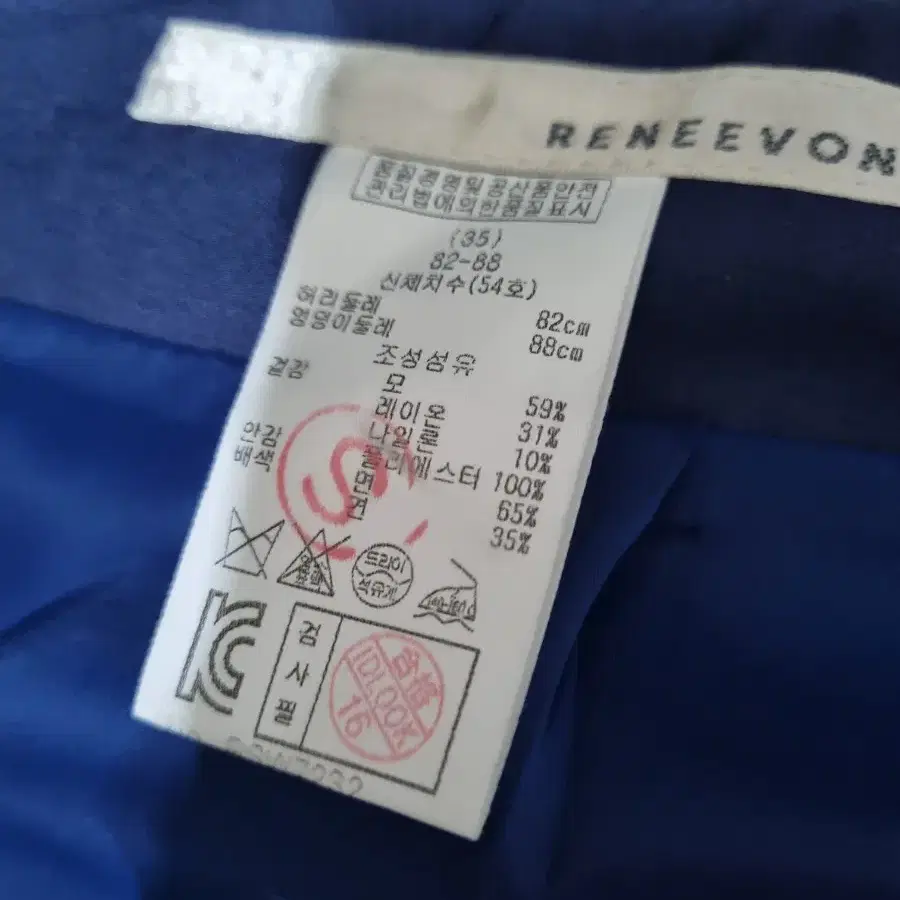 RENEEVON
품질경영및공산품안전
관리법에의한품질표시
(35)
82-88
신체치수(54호)
허리둘레 82cm
엉덩이둘레 88cm
조성섬유
겉감 모 59%
레이온 31%
나일론 10%
안감 폴리에스터 100%
배색 면 65%
견 35%
드라이
석유계
검사필
合格
IDLOOK
16